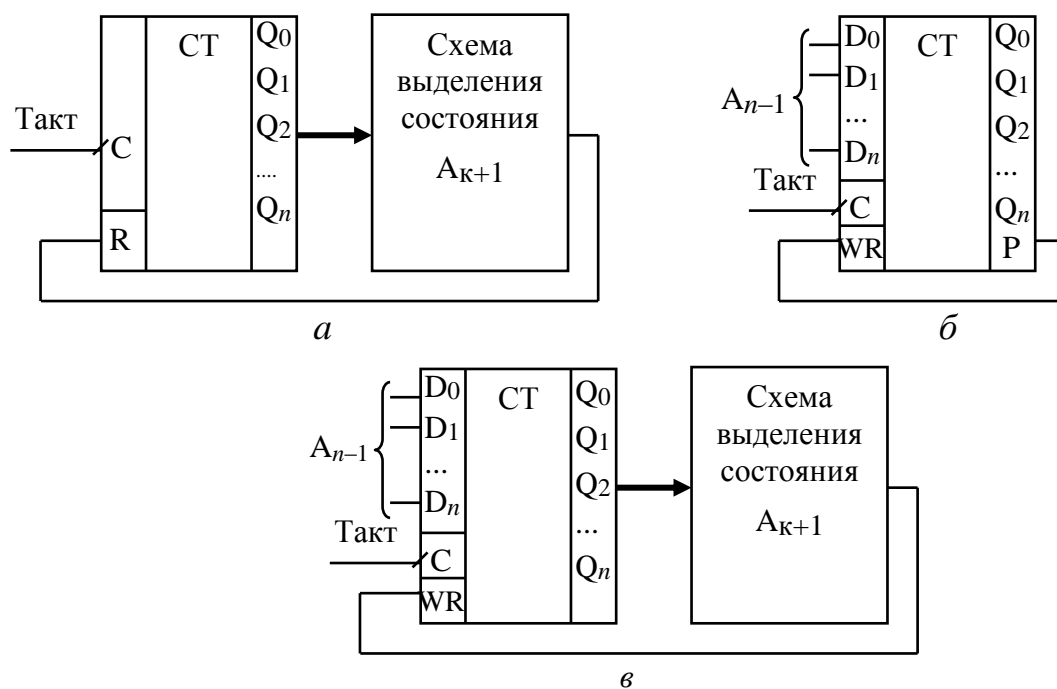 Такт
C
R
CT
Q0
Q1
Q2
....
Qn
Схема
выделения
состояния
Aк+1
а
An–1
D0
D1
...
Dn
Такт
C
WR
CT
Q0
Q1
Q2
...
Qn
P
б
An–1
D0
D1
...
Dn
Такт
C
WR
CT
Q0
Q1
Q2
...
Qn
Схема
выделения
состояния
Aк+1
в